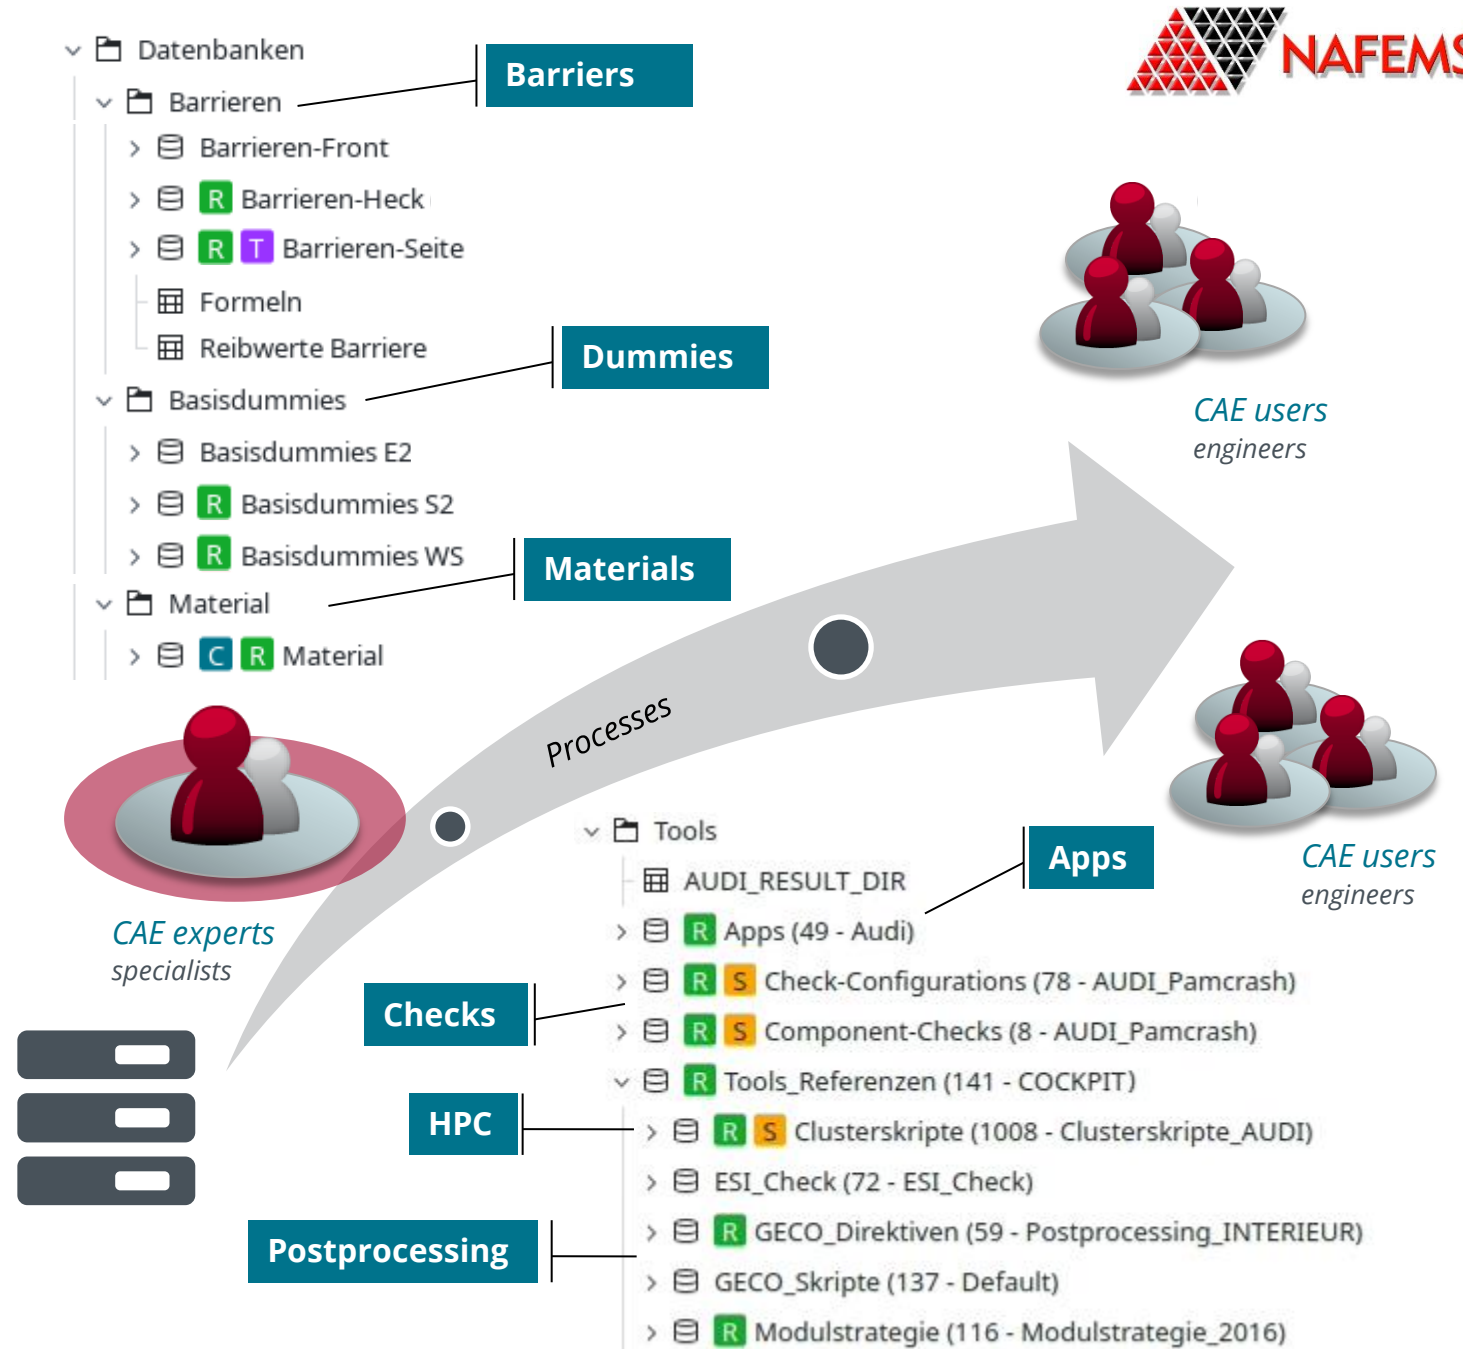 Datenbanken
Barriers
NAFEMS
Barrieren
Barrieren-Front
R Barrieren-Heck
R T Barrieren-Seite
Formeln
Reibwerte Barriere
Dummies
Basisdummies
CAE users
engineers
Basisdummies E2
R Basisdummies S2
R Basisdummies WS
Materials
Material
C R Material
Processes
Tools
Apps
CAE users
engineers
AUDI_RESULT_DIR
R Apps (49 - Audi)
CAE experts
specialists
R S Check-Configurations (78 - AUDI_Pamcrash)
Checks
R S Component-Checks (8 - AUDI_Pamcrash)
R Tools_Referenzen (141 - COCKPIT)
HPC
R S Clusterskripte (1008 - Clusterskripte_AUDI)
ESI_Check (72 - ESI_Check)
R GECO_Direktiven (59 - Postprocessing_INTERIEUR)
Postprocessing
GECO_Skripte (137 - Default)
R Modulstrategie (116 - Modulstrategie_2016)